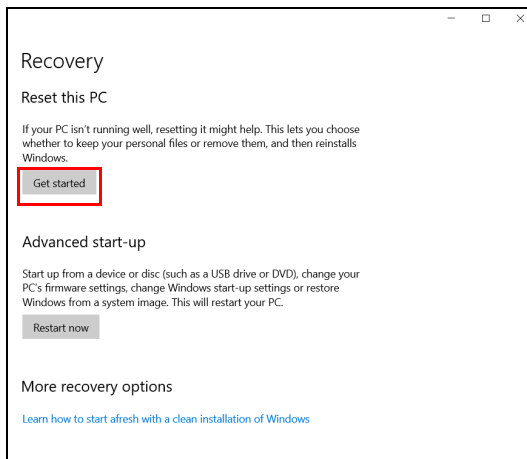 Recovery
Reset this PC
If your PC isn't running well, resetting it might help. This lets you choose
whether to keep your personal files or remove them, and then reinstalls
Windows.
Get started
Advanced start-up
Start up from a device or disc (such as a USB drive or DVD), change your
PC's firmware settings, change Windows start-up settings or restore
Windows from a system image. This will restart your PC.
Restart now
More recovery options
Learn how to start afresh with a clean installation of Windows